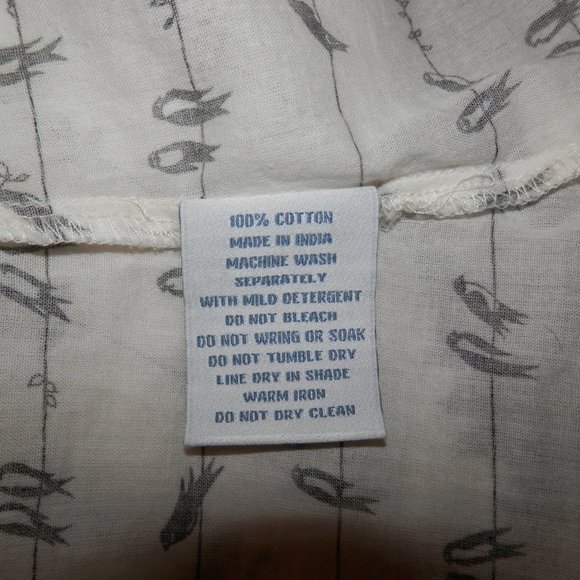 100% COTTON
MADE IN INDIA
MACHINE WASH
SEPARATELY
WITH MILD DETERGENT
DO NOT BLEACH
DO NOT WRING OR SOAK
DO NOT TUMBLE DRY
LINE DRY IN SHADE
WARM IRON
DO NOT DRY CLEAN